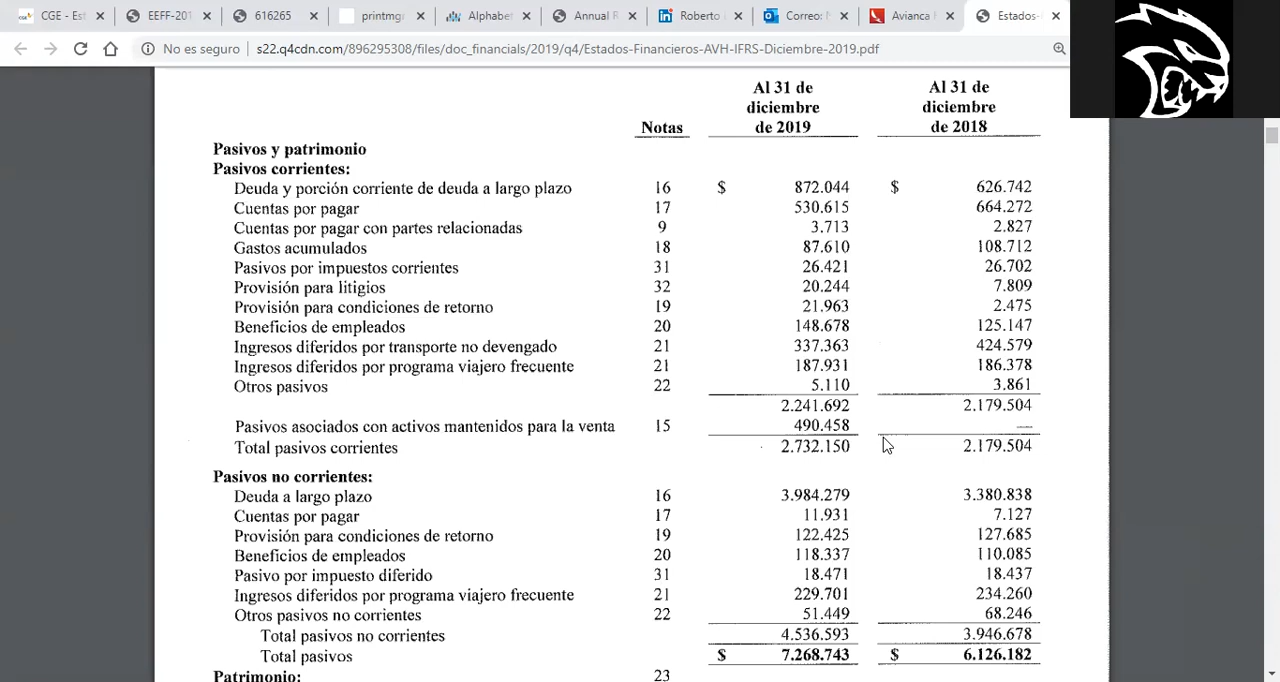 CGE - Est
EEFF-201
616265
printmg
Alphabet
Annual R
Roberto L
Correo: M
Avianca
Estados-
No es seguro | s22.q4cdn.com/896295308/files/doc_financials/2019/q4/Estados-Financieros-AVH-IFRS-Diciembre-2019.pdf
Notas Al 31 de diciembre de 2019 Al 31 de diciembre de 2018
Pasivos y patrimonio
Pasivos corrientes:
Deuda y porción corriente de deuda a largo plazo 16 $ 872.044 $ 626.742
Cuentas por pagar 17 530.615 664.272
Cuentas por pagar con partes relacionadas 9 3.713 2.827
Gastos acumulados 18 87.610 108.712
Pasivos por impuestos corrientes 31 26.421 26.702
Provisión para litigios 32 20.244 7.809
Provisión para condiciones de retorno 19 21.963 2.475
Beneficios de empleados 20 148.678 125.147
Ingresos diferidos por transporte no devengado 21 337.363 424.579
Ingresos diferidos por programa viajero frecuente 21 187.931 186.378
Otros pasivos 22 5.110 3.861
2.241.692 2.179.504
Pasivos asociados con activos mantenidos para la venta 15 490.458 —
Total pasivos corrientes 2.732.150 2.179.504
Pasivos no corrientes:
Deuda a largo plazo 16 3.984.279 3.380.838
Cuentas por pagar 17 11.931 7.127
Provisión para condiciones de retorno 19 122.425 127.685
Beneficios de empleados 20 118.337 110.085
Pasivo por impuesto diferido 31 18.471 18.437
Ingresos diferidos por programa viajero frecuente 21 229.701 234.260
Otros pasivos no corrientes 22 51.449 68.246
Total pasivos no corrientes 4.536.593 3.946.678
Total pasivos $ 7.268.743 $ 6.126.182
Patrimonio: 23